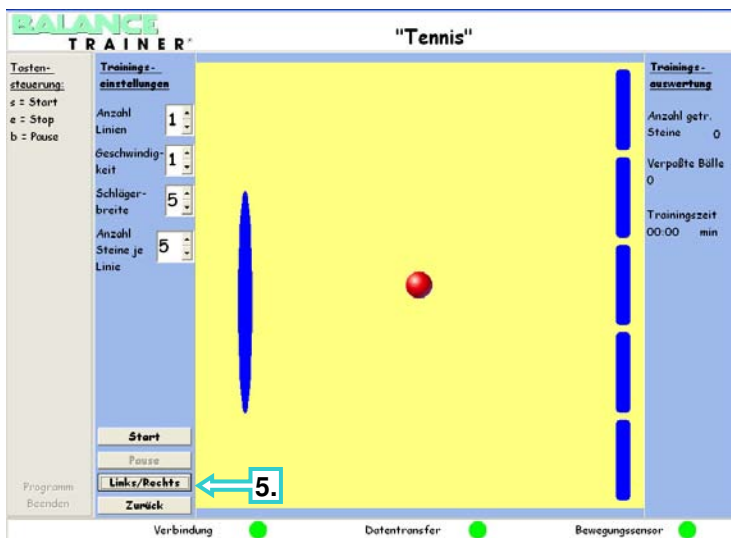 BALANCE
TRAINER
"Tennis"
Tasten-
steuerung:
s = Start
e = Stop
b = Pause
Trainings-
einstellungen
Anzahl
Linien
1
Geschwindig-
keit
1
Schläger-
breite
5
Anzahl
Steine je
Linie
5
Start
Pause
Links/Rechts
Zurück
5.
Programm
Beenden
Trainings-
auswertung
Anzahl getr.
Steine 0
Verpaßte Bälle
0
Trainingszeit
00:00 min
Verbindung
Datentransfer
Bewegungssensor